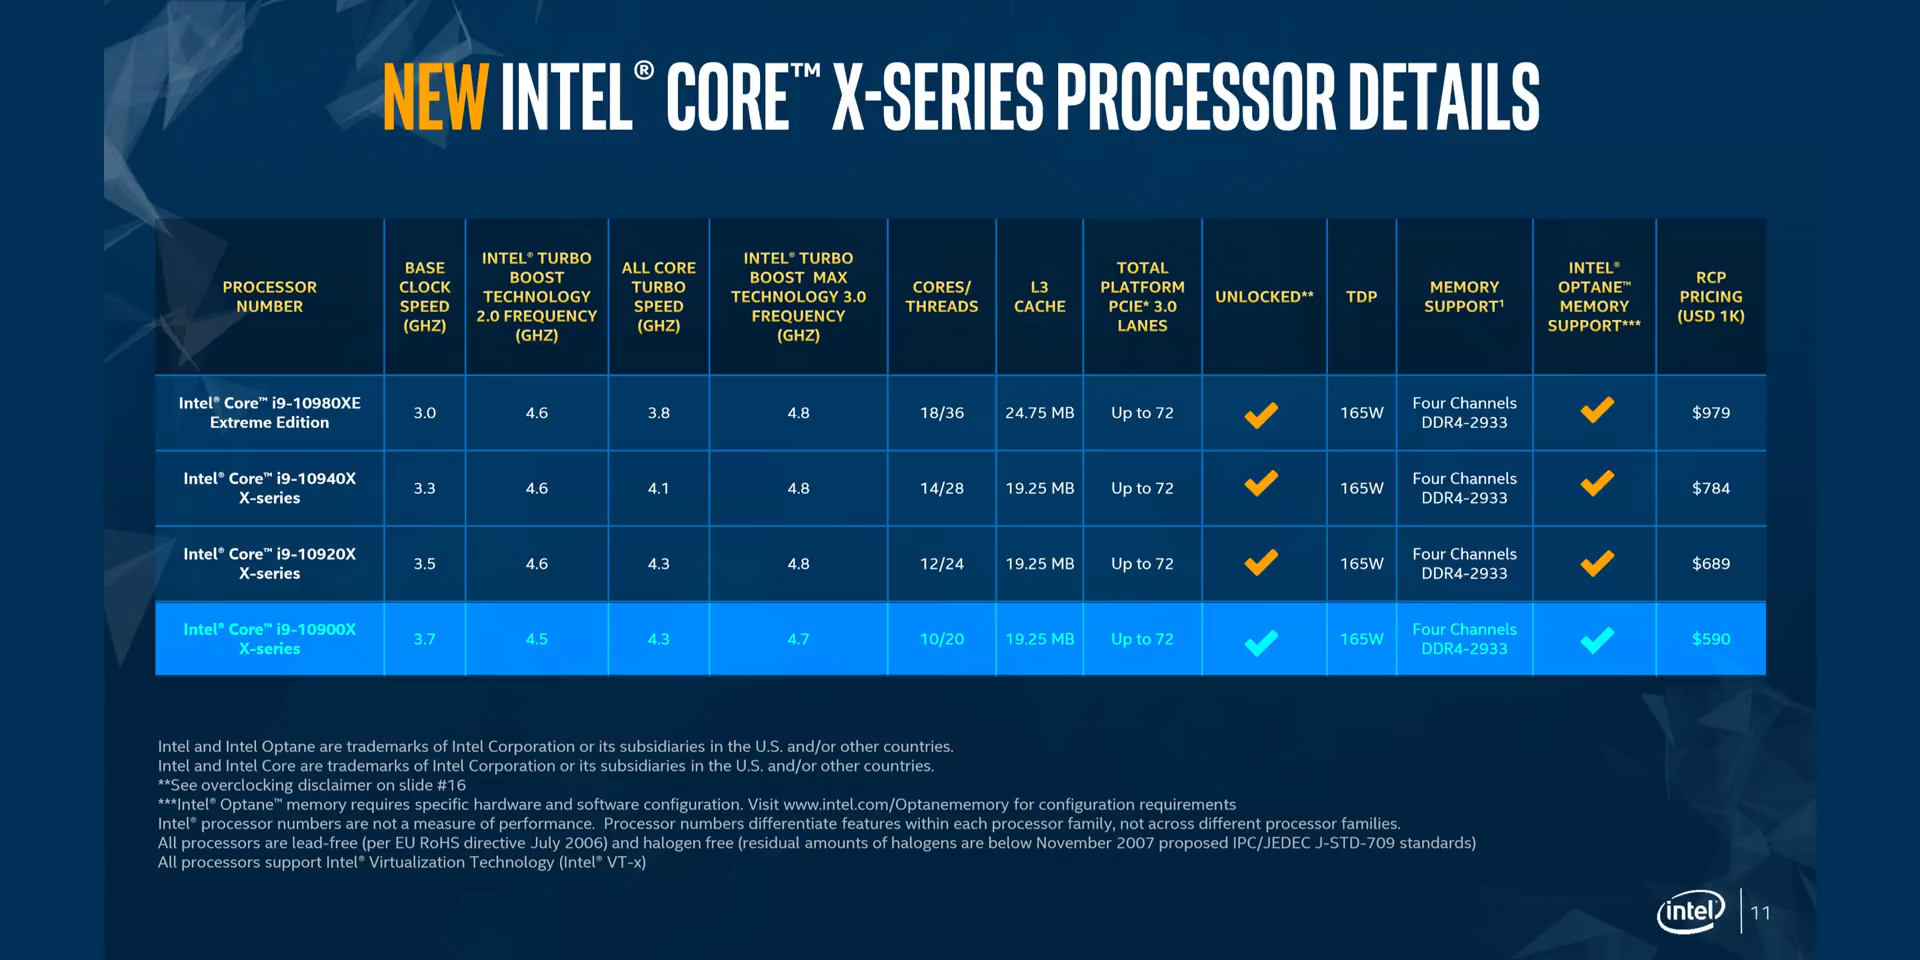 NEW INTEL® CORE™ X-SERIES PROCESSOR DETAILS
PROCESSOR
NUMBER
BASE
CLOCK
SPEED
(GHZ)
INTEL® TURBO
BOOST
TECHNOLOGY
2.0 FREQUENCY
(GHZ)
ALL CORE
TURBO
SPEED
(GHZ)
INTEL® TURBO
BOOST MAX
TECHNOLOGY 3.0
FREQUENCY
(GHZ)
CORES/
THREADS
L3
CACHE
TOTAL
PLATFORM
PCIE* 3.0
LANES
UNLOCKED**
TDP
MEMORY
SUPPORT¹
INTEL®
OPTANE™
MEMORY
SUPPORT***
RCP
PRICING
(USD 1K)
Intel® Core™ i9-10980XE
Extreme Edition
3.0
4.6
3.8
4.8
18/36
24.75 MB
Up to 72
165W
Four Channels
DDR4-2933
$979
Intel® Core™ i9-10940X
X-series
3.3
4.6
4.1
4.8
14/28
19.25 MB
Up to 72
165W
Four Channels
DDR4-2933
$784
Intel® Core™ i9-10920X
X-series
3.5
4.6
4.3
4.8
12/24
19.25 MB
Up to 72
165W
Four Channels
DDR4-2933
$689
Intel® Core™ i9-10900X
X-series
3.7
4.5
4.3
4.7
10/20
19.25 MB
Up to 72
165W
Four Channels
DDR4-2933
$590
Intel and Intel Optane are trademarks of Intel Corporation or its subsidiaries in the U.S. and/or other countries.
Intel and Intel Core are trademarks of Intel Corporation or its subsidiaries in the U.S. and/or other countries.
**See overclocking disclaimer on slide #16
***Intel® Optane™ memory requires specific hardware and software configuration. Visit www.intel.com/Optanememory for configuration requirements
Intel® processor numbers are not a measure of performance. Processor numbers differentiate features within each processor family, not across different processor families.
All processors are lead-free (per EU RoHS directive July 2006) and halogen free (residual amounts of halogens are below November 2007 proposed IPC/JEDEC J-STD-709 standards)
All processors support Intel® Virtualization Technology (Intel® VT-x)
intel
11